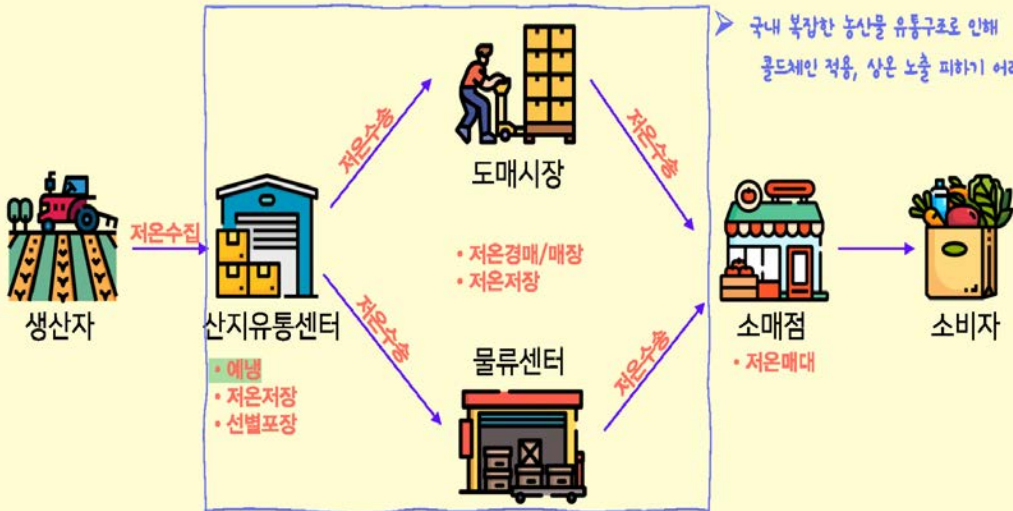 국내 복잡한 농산물 유통구조로 인해
콜드체인 적용, 상온 노출 피하기
저온수송
저온수송
도매시장
저온수집
• 저온경매/매장
• 저온저장
생산자
산지유통센터
소매점
소비자
저온수송
저온수송
• 예냉
• 저온저장
• 선별포장
물류센터
• 저온매대